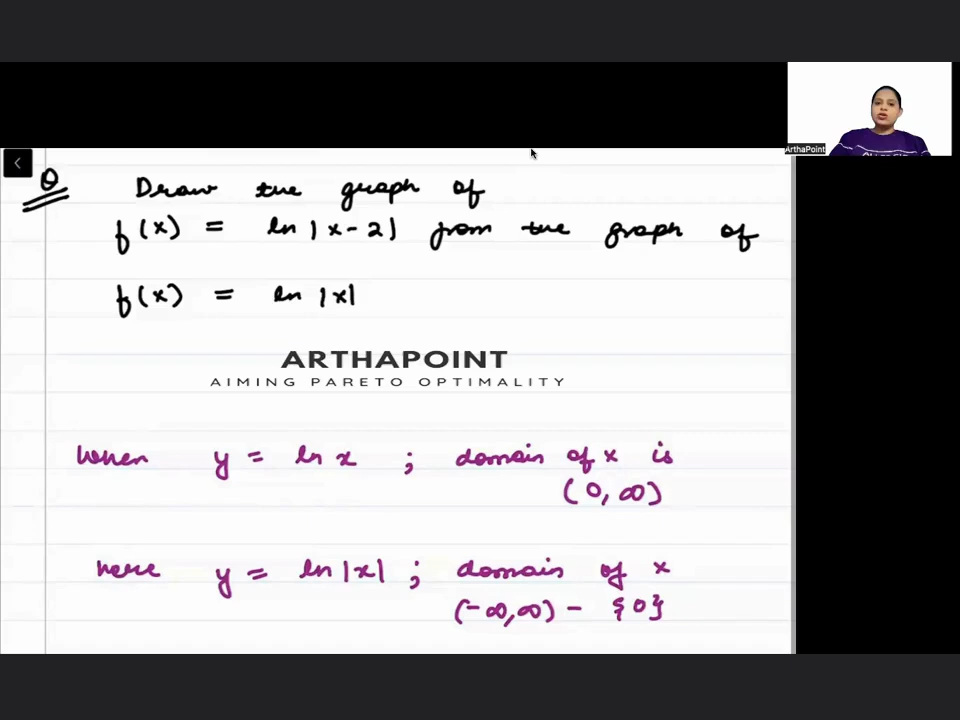 Q Draw the graph of
f(x) = ln |x-2| from the graph of
f(x) = ln |x|
ARTHAPOINT
AIMING PARETO OPTIMALITY
When y = ln x ; domain of x is
(0, ∞)
here y = ln |x| ; domain of x
(-∞, ∞) - {0}
ArthaPoint